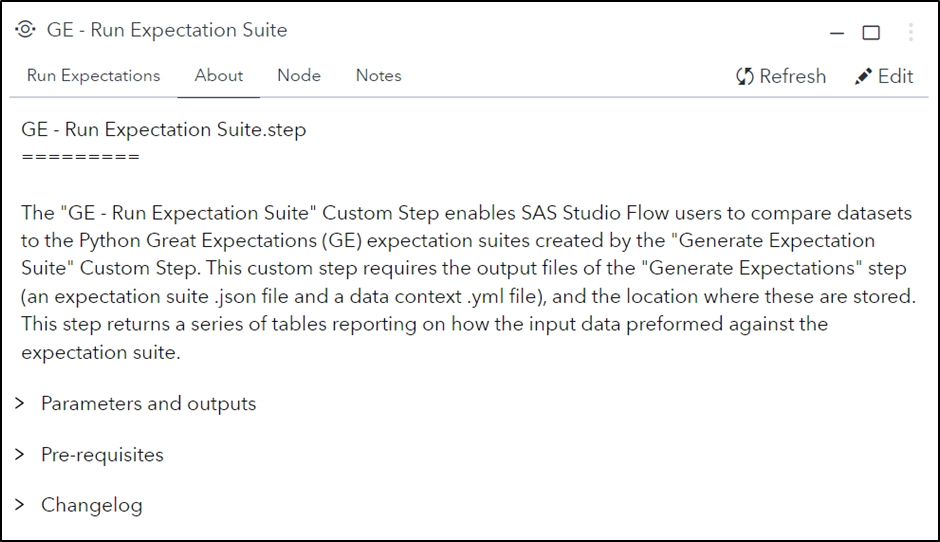 GE - Run Expectation Suite
Run Expectations About Node Notes Refresh Edit
GE - Run Expectation Suite.step
=========
The "GE - Run Expectation Suite" Custom Step enables SAS Studio Flow users to compare datasets
to the Python Great Expectations (GE) expectation suites created by the "Generate Expectation
Suite" Custom Step. This custom step requires the output files of the "Generate Expectations" step
(an expectation suite .json file and a data context .yml file), and the location where these are stored.
This step returns a series of tables reporting on how the input data preformed against the
expectation suite.
> Parameters and outputs
> Pre-requisites
> Changelog